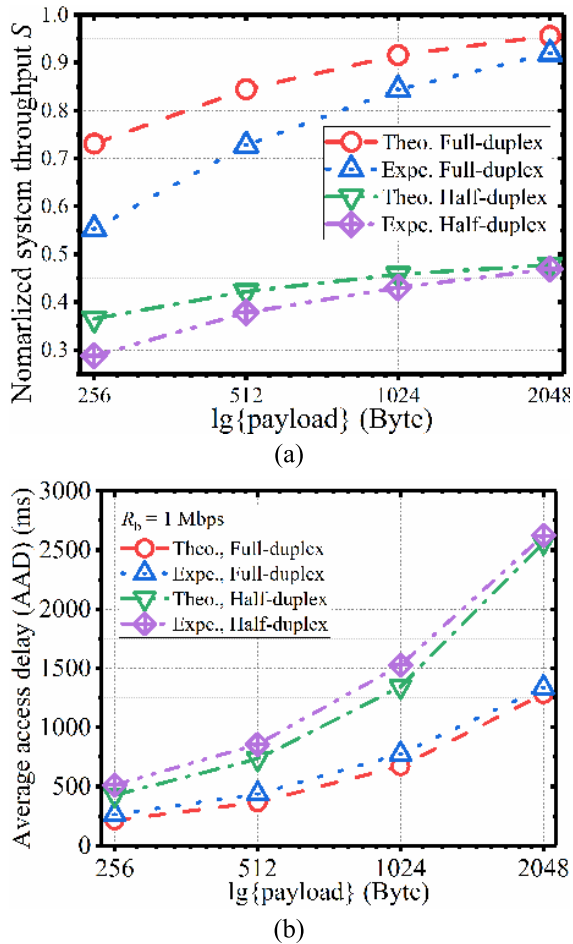 Nomarlized system throughput S
1.0
0.9
0.8
0.7
0.6
0.5
0.4
0.3
Theo. Full-duplex
Expe. Full-duplex
Theo. Half-duplex
Expe. Half-duplex
256 512 1024 2048
lg{payload} (Byte)
(a)
Average access delay (AAD) (ms)
3000
2500
2000
1500
1000
500
0
R_b = 1 Mbps
Theo., Full-duplex
Expe., Full-duplex
Theo., Half-duplex
Expe., Half-duplex
256 512 1024 2048
lg{payload} (Byte)
(b)